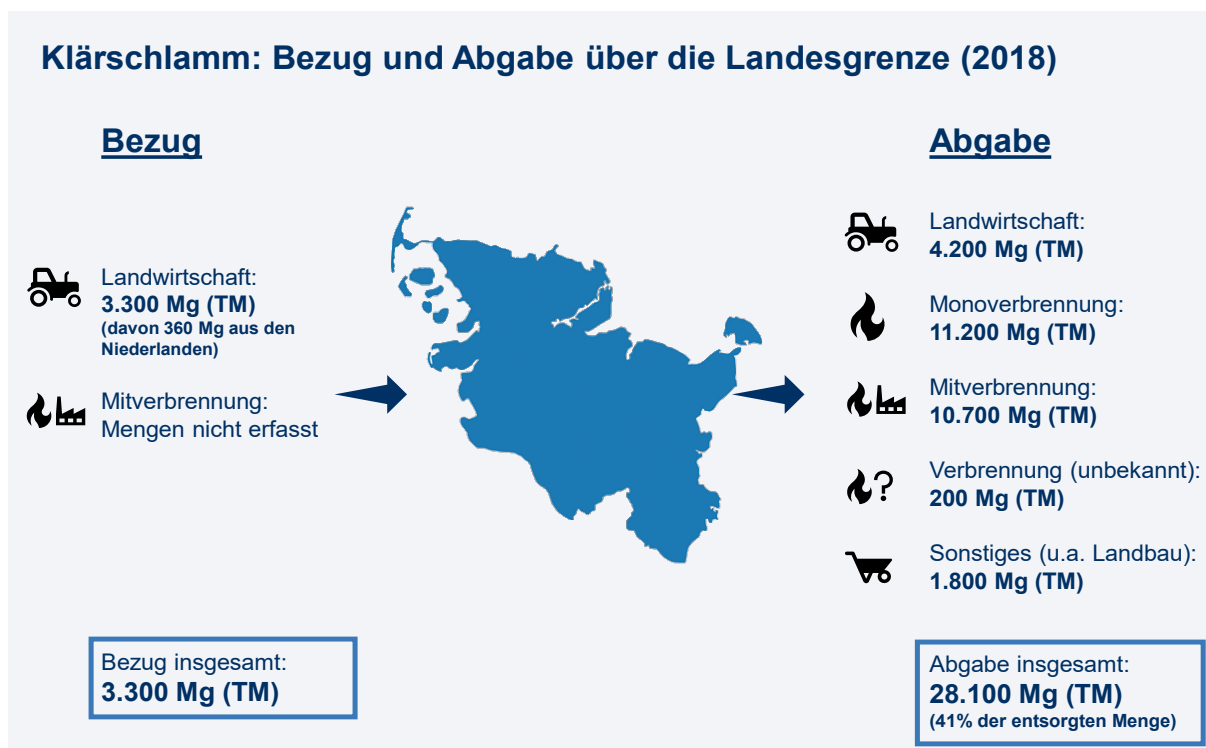 Klärschlamm: Bezug und Abgabe über die Landesgrenze (2018)
Bezug
Landwirtschaft:
3.300 Mg (TM)
(davon 360 Mg aus den
Niederlanden)
Mitverbrennung:
Mengen nicht erfasst
Bezug insgesamt:
3.300 Mg (TM)
Abgabe
Landwirtschaft:
4.200 Mg (TM)
Monoverbrennung:
11.200 Mg (TM)
Mitverbrennung:
10.700 Mg (TM)
?
Verbrennung (unbekannt):
200 Mg (TM)
Sonstiges (u.a. Landbau):
1.800 Mg (TM)
Abgabe insgesamt:
28.100 Mg (TM)
(41% der entsorgten Menge)